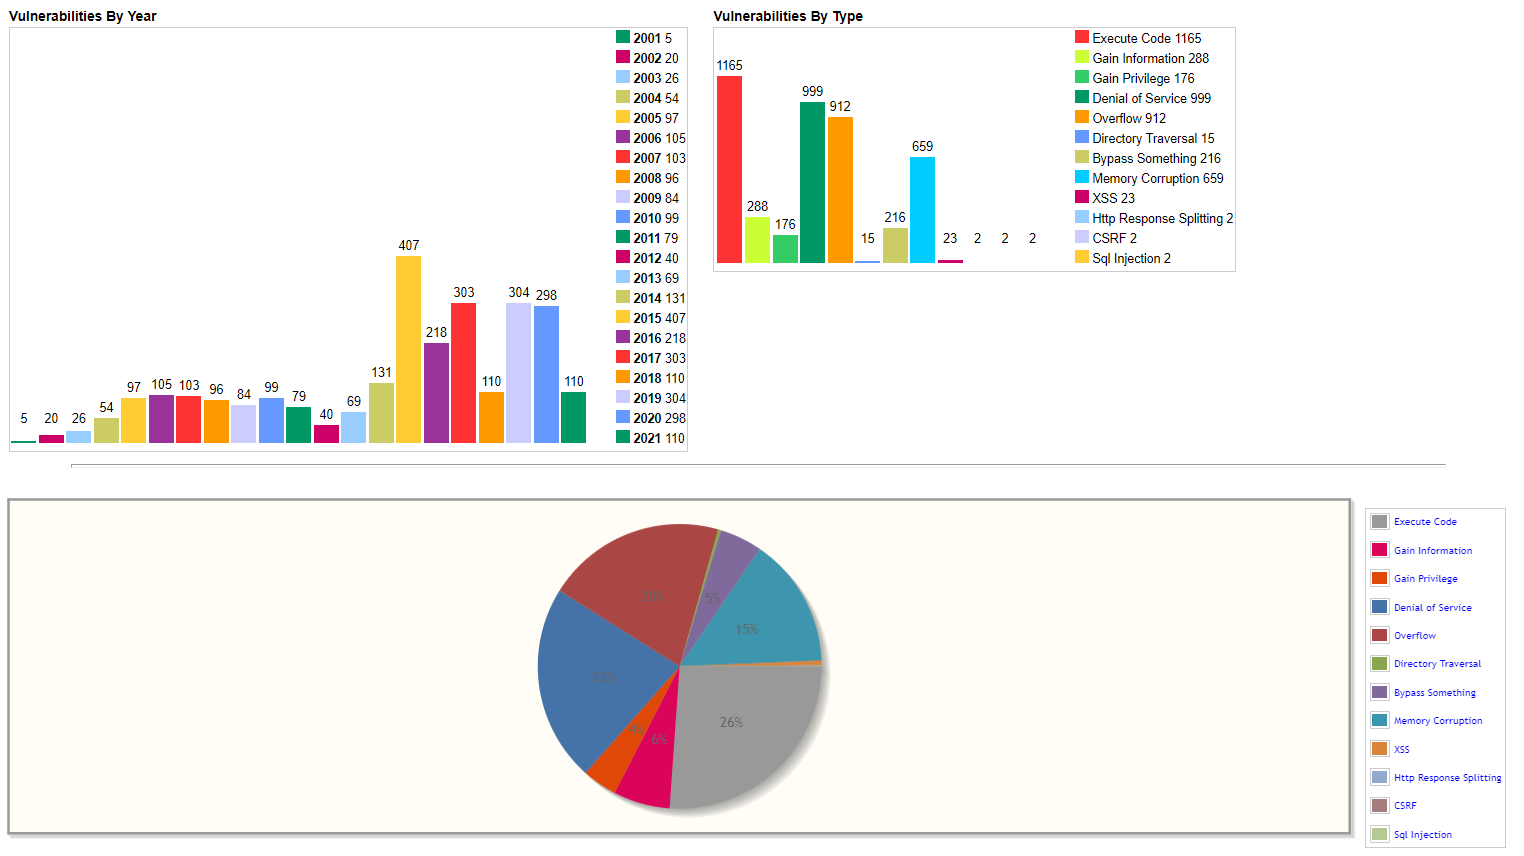 Vulnerabilities By Year
407
303
304
298
218
131
110
110
97
105
103
96
84
99
79
69
54
40
26
20
5
2001 5
2002 20
2003 26
2004 54
2005 97
2006 105
2007 103
2008 96
2009 84
2010 99
2011 79
2012 40
2013 69
2014 131
2015 407
2016 218
2017 303
2018 110
2019 304
2020 298
2021 110
Vulnerabilities By Type
1165
288
176
999
912
15
216
659
23
2
2
2
Execute Code 1165
Gain Information 288
Gain Privilege 176
Denial of Service 999
Overflow 912
Directory Traversal 15
Bypass Something 216
Memory Corruption 659
XSS 23
Http Response Splitting 2
CSRF 2
Sql Injection 2
5%
15%
4%
6%
26%
Execute Code
Gain Information
Gain Privilege
Denial of Service
Overflow
Directory Traversal
Bypass Something
Memory Corruption
XSS
Http Response Splitting
CSRF
Sql Injection